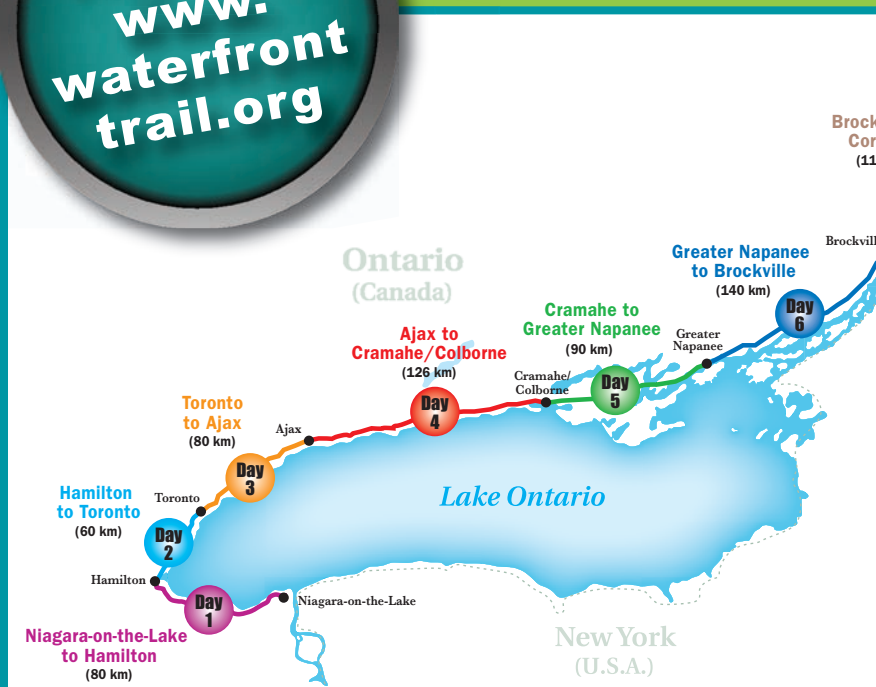 www.
waterfront
trail.org
Ontario
(Canada)
Niagara-on-the-Lake
to Hamilton
(80 km)
Day
1
Niagara-on-the-Lake
Hamilton
Hamilton
to Toronto
(60 km)
Day
2
Toronto
Toronto
to Ajax
(80 km)
Day
3
Ajax
Ajax to
Cramahe/Colborne
(126 km)
Day
4
Cramahe/
Colborne
Cramahe to
Greater Napanee
(90 km)
Day
5
Greater
Napanee
Greater Napanee
to Brockville
(140 km)
Day
6
Lake Ontario
New York
(U.S.A.)